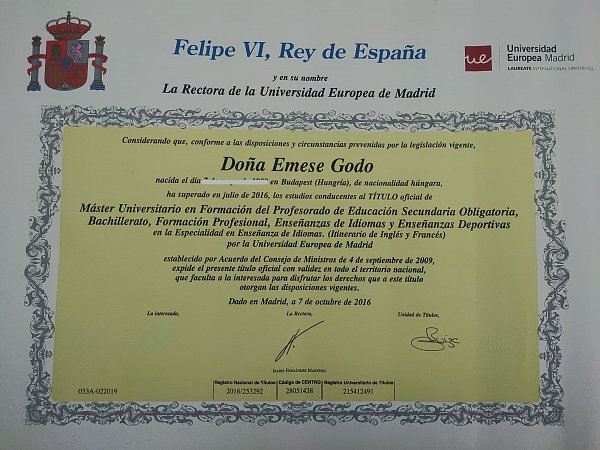 Felipe VI, Rey de España
y en su nombre
La Rectora de la Universidad Europea de Madrid
ue
Universidad
Europea Madrid
LAUREATE INTERNATIONAL UNIVERSITIES
Considerando que, conforme a las disposiciones y circunstancias prevenidas por la legislación vigente,
Doña Emese Godo
nacida el día en Budapest (Hungría), de nacionalidad húngara,
ha superado en julio de 2016, los estudios conducentes al TÍTULO oficial de
Máster Universitario en Formación del Profesorado de Educación Secundaria Obligatoria,
Bachillerato, Formación Profesional, Enseñanzas de Idiomas y Enseñanzas Deportivas
en la Especialidad en Enseñanza de Idiomas. (Itinerario de Inglés y Francés)
por la Universidad Europea de Madrid
establecido por Acuerdo del Consejo de Ministros de 4 de septiembre de 2009,
expide el presente título oficial con validez en todo el territorio nacional,
que faculta a la interesada para disfrutar los derechos que a este título
otorgan las disposiciones vigentes.
Dado en Madrid, a 7 de octubre de 2016
La interesada, La Rectora, Unidad de Títulos,
ISABEL FERNÁNDEZ MARTÍNEZ
Registro Nacional de Títulos Código de CENTRO Registro Universitario de Títulos
053A-022019 2016/253292 28051438 215412491